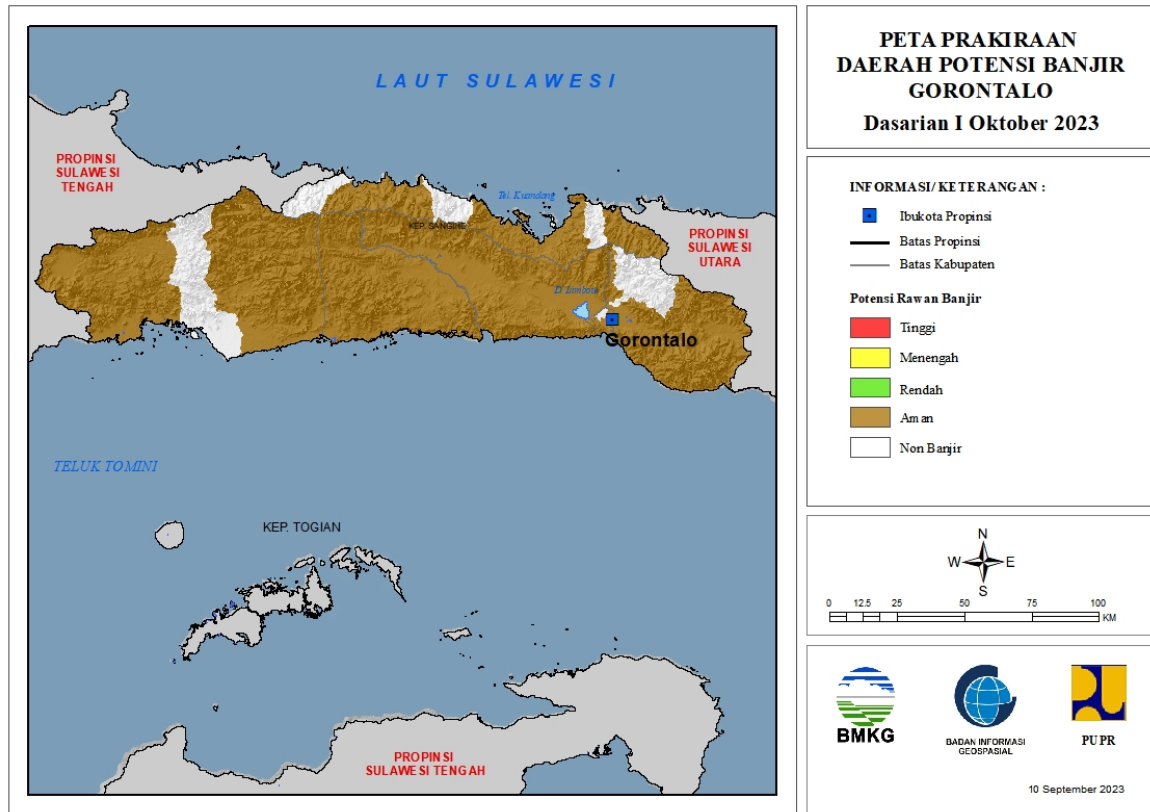 LAUT SULAWESI
PROPINSI
SULAWESI
TENGAH
Tel. Kuandang
KEP. SANGIHE
PROPINSI
SULAWESI
UTARA
D. Limboto
Gorontalo
TELUK TOMINI
KEP. TOGIAN
PROPINSI
SULAWESI TENGAH
PETA PRAKIRAAN
DAERAH POTENSI BANJIR
GORONTALO
Dasarian I Oktober 2023
INFORMASI/ KETERANGAN :
Ibukota Propinsi
Batas Propinsi
Batas Kabupaten
Potensi Rawan Banjir
Tinggi
Menengah
Rendah
Aman
Non Banjir
N
W E
S
0 12.5 25 50 75 100
KM
BMKG
BADAN INFORMASI
GEOSPASIAL
PUPR
10 September 2023